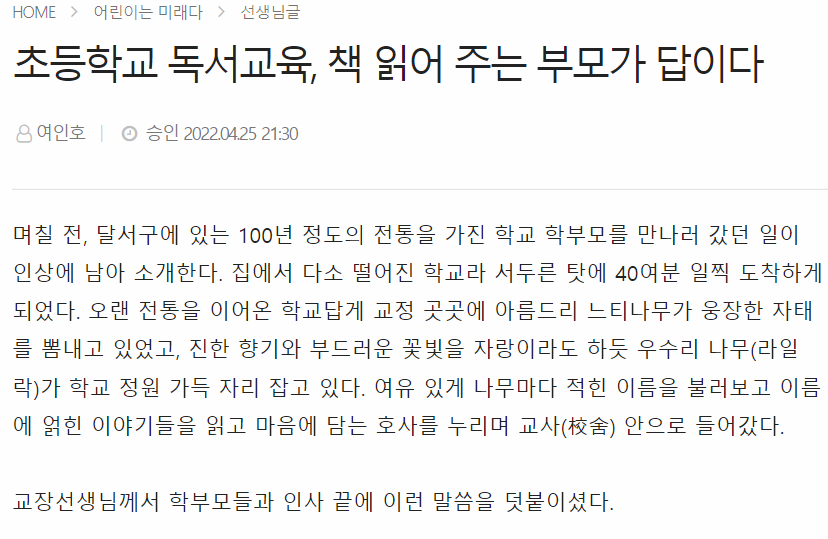 HOME > 어린이는 미래다 > 선생님글
초등학교 독서교육, 책 읽어 주는 부모가 답이다
여인호 | 승인 2022.04.25 21:30
며칠 전, 달서구에 있는 100년 정도의 전통을 가진 학교 학부모를 만나러 갔던 일이
인상에 남아 소개한다. 집에서 다소 떨어진 학교라 서두른 탓에 40여분 일찍 도착하게
되었다. 오랜 전통을 이어온 학교답게 교정 곳곳에 아름드리 느티나무가 웅장한 자태
를 뽐내고 있었고, 진한 향기와 부드러운 꽃빛을 자랑이라도 하듯 우수리 나무(라일
락)가 학교 정원 가득 자리 잡고 있다. 여유 있게 나무마다 적힌 이름을 불러보고 이름
에 얽힌 이야기들을 읽고 마음에 담는 호사를 누리며 교사(校舍) 안으로 들어갔다.
교장선생님께서 학부모들과 인사 끝에 이런 말씀을 덧붙이셨다.